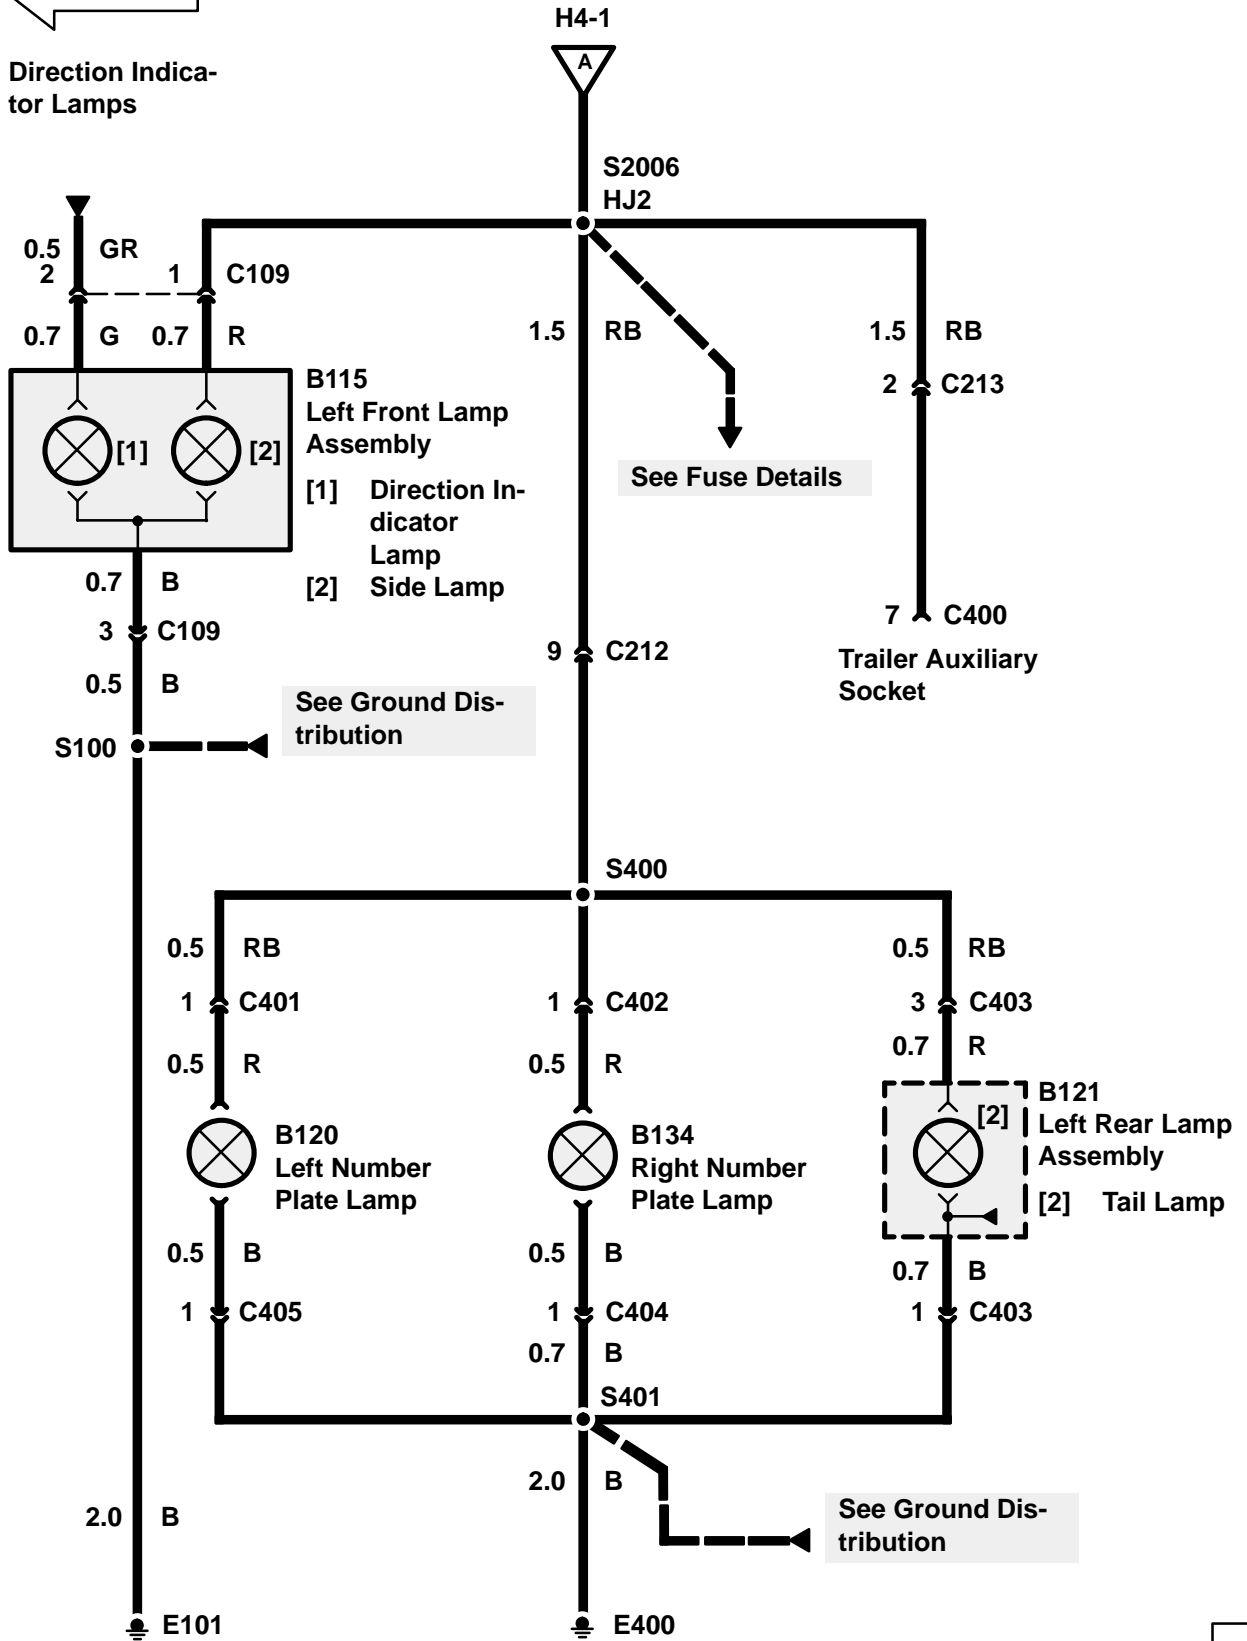 H4-1
A
Direction Indica-
tor Lamps
S2006
HJ2
0.5 GR
2 1 C109
0.7 G 0.7 R
1.5 RB
1.5 RB
2 C213
B115
Left Front Lamp
Assembly
[1] [2]
[1] Direction In-
dicator
Lamp
[2] Side Lamp
See Fuse Details
0.7 B
3 C109
0.5 B
7 C400
Trailer Auxiliary
Socket
9 C212
See Ground Dis-
tribution
S100
S400
0.5 RB
0.5 RB
1 C401
1 C402
3 C403
0.5 R
0.5 R
0.7 R
B120
Left Number
Plate Lamp
B134
Right Number
Plate Lamp
[2]
B121
Left Rear Lamp
Assembly
[2] Tail Lamp
0.5 B
0.5 B
0.7 B
1 C405
1 C404
1 C403
0.7 B
S401
2.0 B
2.0 B
See Ground Dis-
tribution
E101
E400